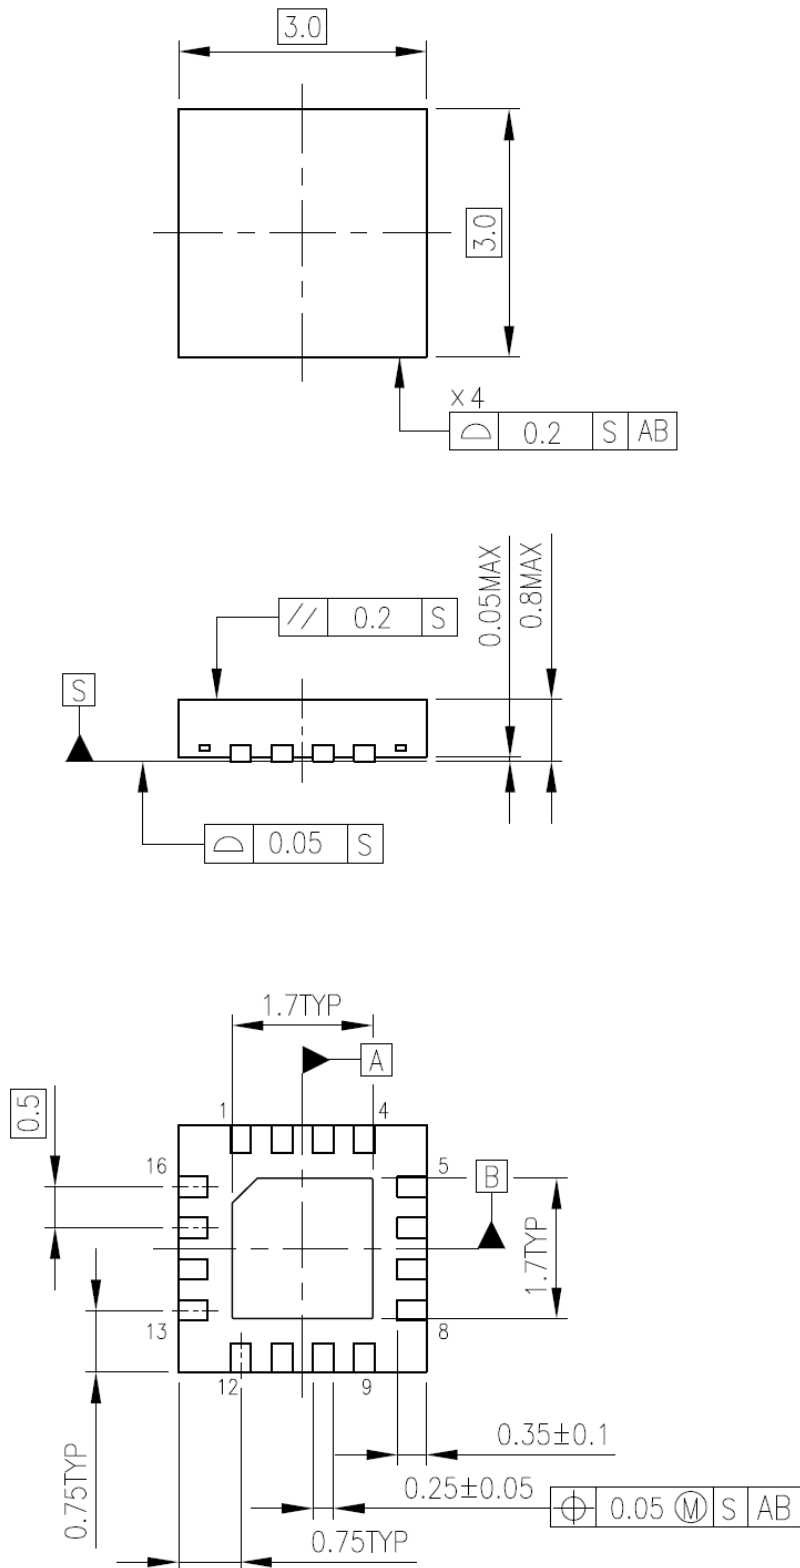 3.0
3.0
x4
⌓ 0.2 S AB
0.05MAX
0.8MAX
// 0.2 S
S
⌓ 0.05 S
1.7TYP
A
1
4
0.5
16
5
B
1.7TYP
13
8
12
9
0.35±0.1
0.75TYP
0.25±0.05
⌖ 0.05 Ⓜ S AB
0.75TYP